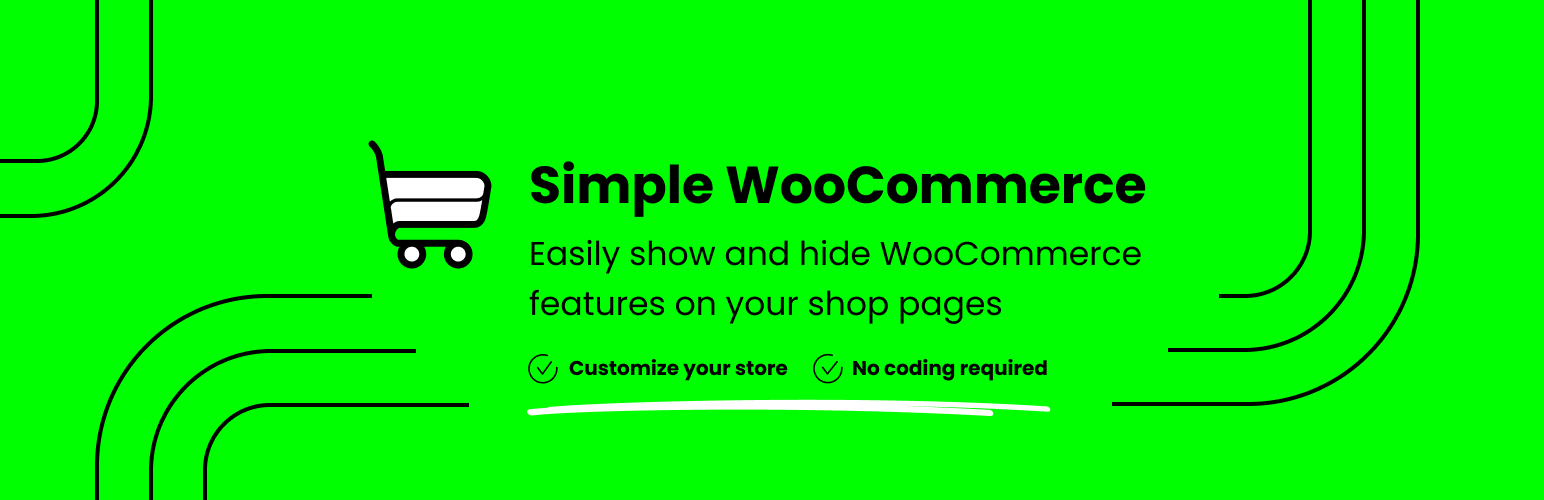 Simple WooCommerce
Easily show and hide WooCommerce
features on your shop pages
Customize your store No coding required